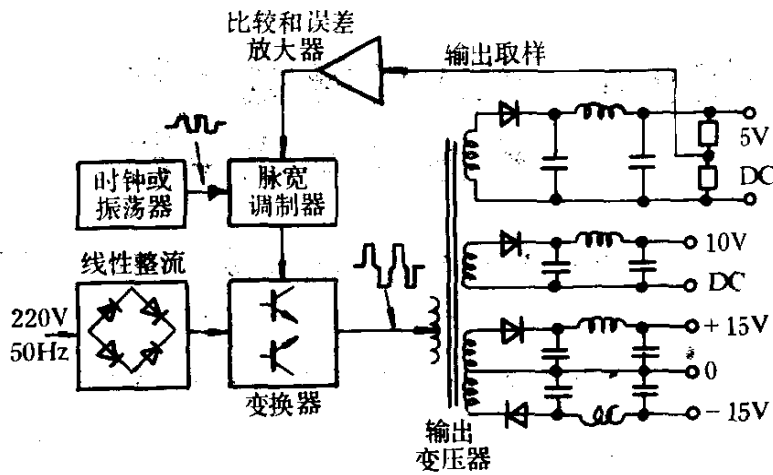 比较和误差
放大器
输出取样
5V
DC
时钟或
振荡器
脉宽
调制器
线性整流
220V
50Hz
变换器
10V
DC
+15V
0
-15V
输出
变压器